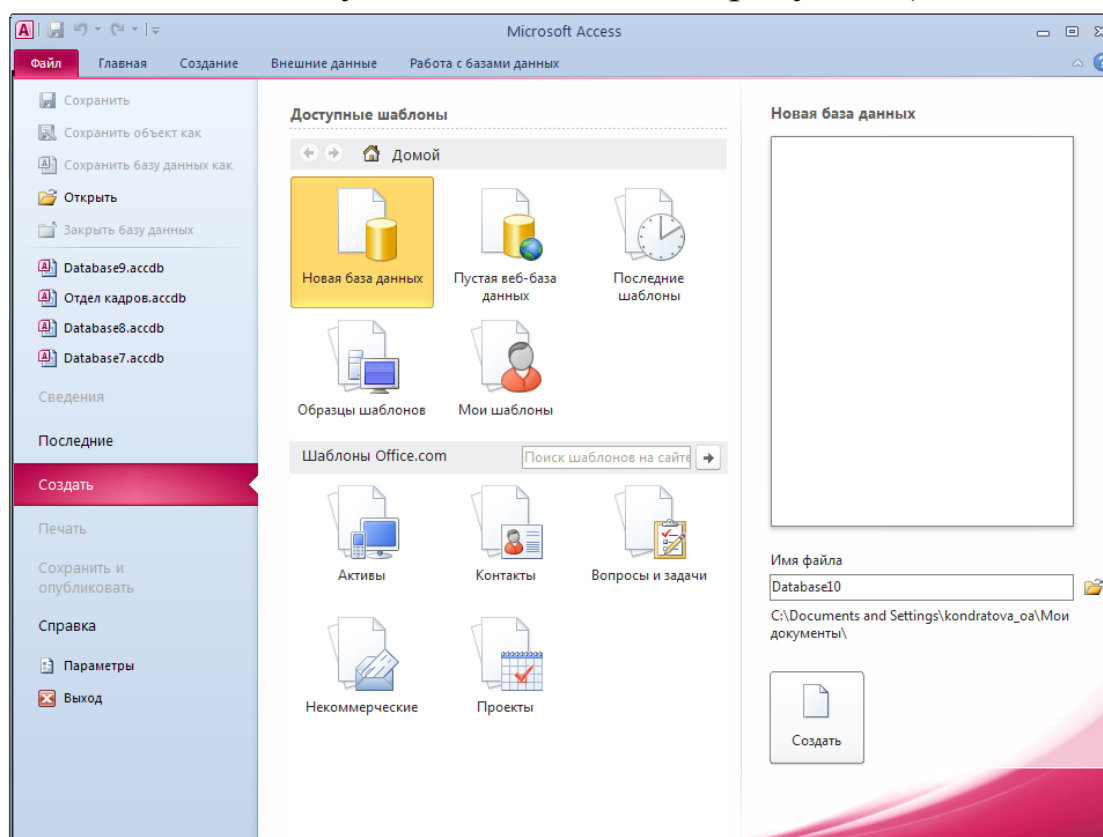 Microsoft Access
Файл Главная Создание Внешние данные Работа с базами данных
Сохранить
Сохранить объект как
Сохранить базу данных как
Открыть
Закрыть базу данных
Database9.accdb
Отдел кадров.accdb
Database8.accdb
Database7.accdb
Сведения
Последние
Создать
Печать
Сохранить и
опубликовать
Справка
Параметры
Выход
Доступные шаблоны
Домой
Новая база данных
Пустая веб-база
данных
Последние
шаблоны
Образцы шаблонов
Мои шаблоны
Шаблоны Office.com
Поиск шаблонов на сайте
Активы
Контакты
Вопросы и задачи
Некоммерческие
Проекты
Новая база данных
Имя файла
Database10
C:\Documents and Settings\kondratova_oa\Мои
документы\
Создать